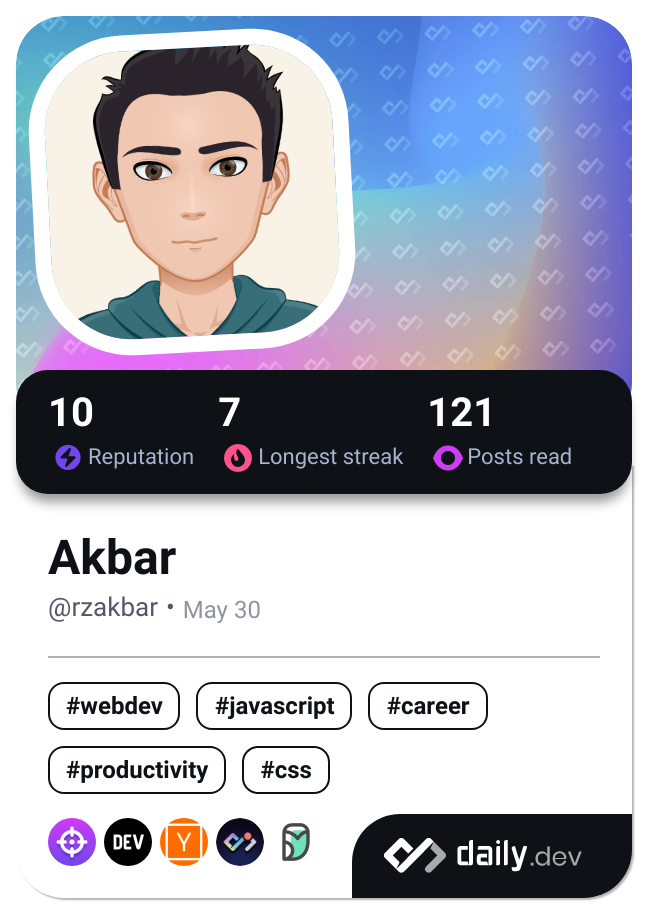 10 7 121
Reputation Longest streak Posts read
Akbar
@rzakbar • May 30
#webdev #javascript #career
#productivity #css
DEV Y
daily.dev